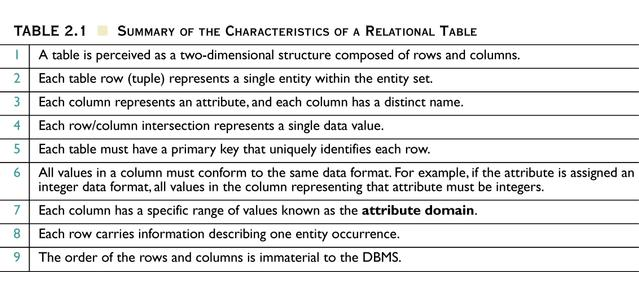 TABLE 2.1 SUMMARY OF THE CHARACTERISTICS OF A RELATIONAL TABLE
1 A table is perceived as a two-dimensional structure composed of rows and columns.
2 Each table row (tuple) represents a single entity within the entity set.
3 Each column represents an attribute, and each column has a distinct name.
4 Each row/column intersection represents a single data value.
5 Each table must have a primary key that uniquely identifies each row.
6 All values in a column must conform to the same data format. For example, if the attribute is assigned an
integer data format, all values in the column representing that attribute must be integers.
7 Each column has a specific range of values known as the attribute domain.
8 Each row carries information describing one entity occurrence.
9 The order of the rows and columns is immaterial to the DBMS.